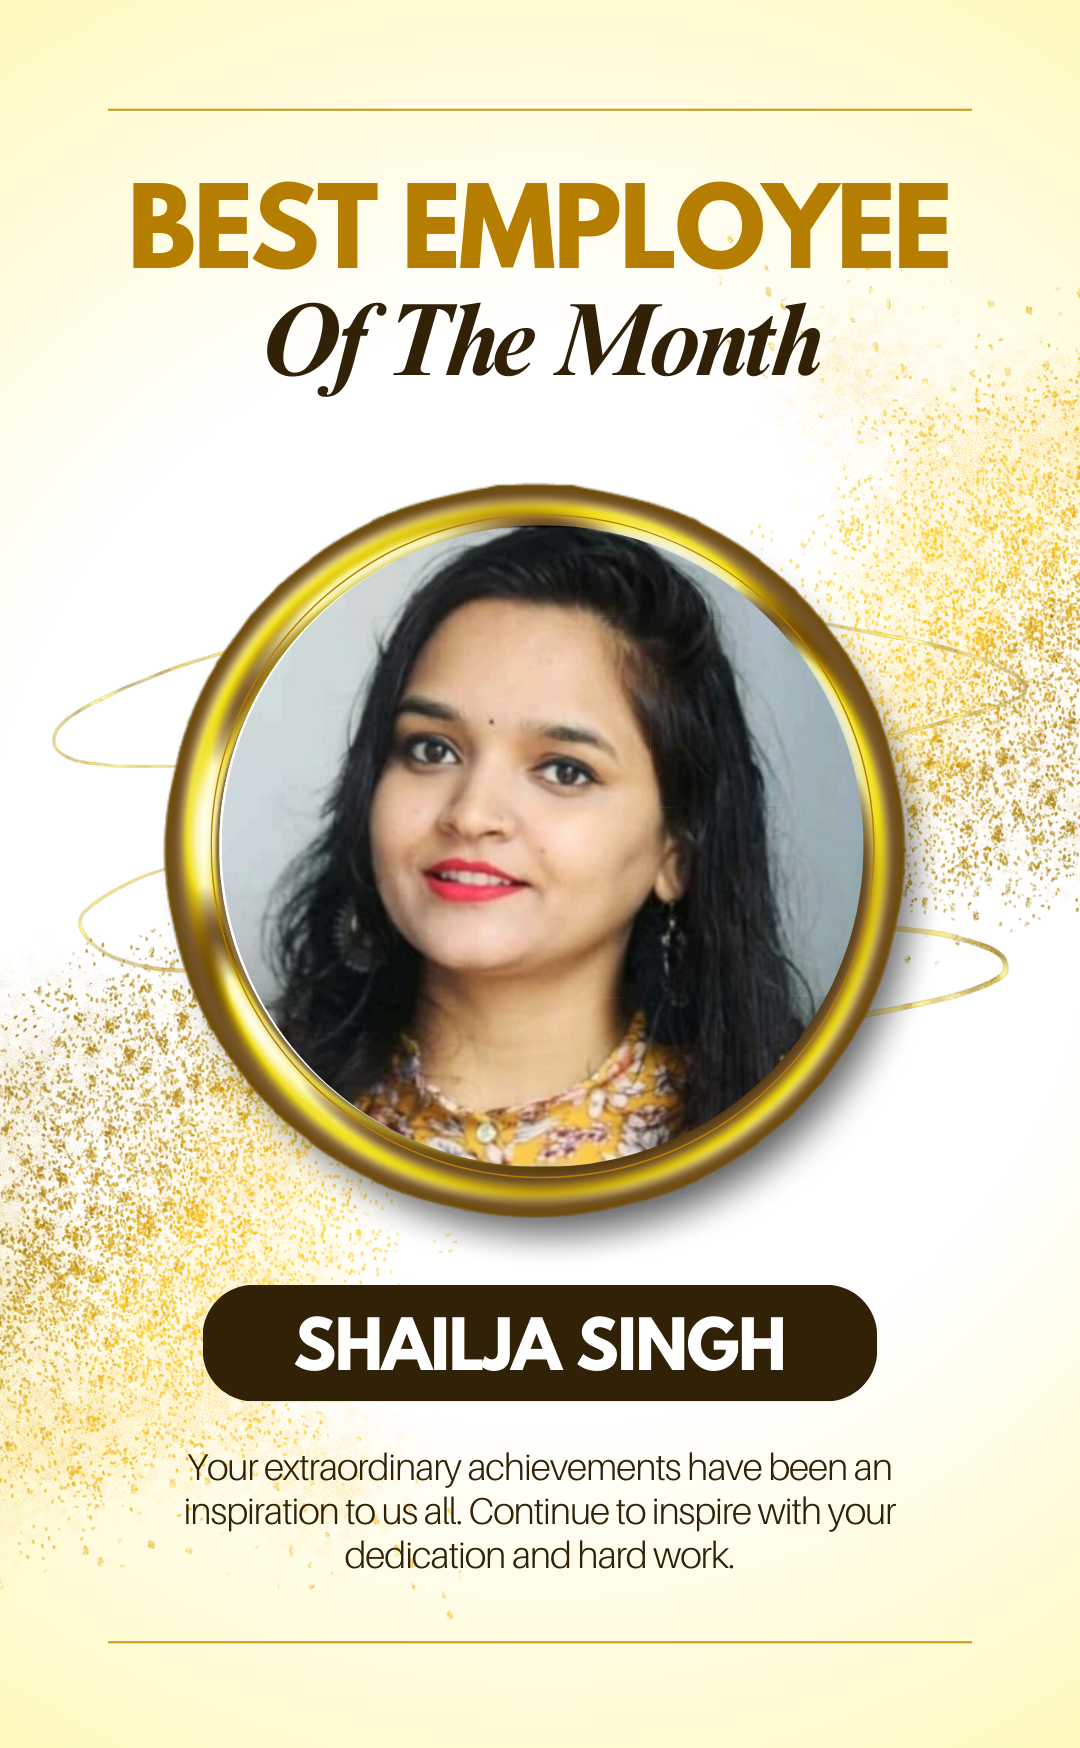 BEST EMPLOYEE
Of The Month
SHAILJA SINGH
Your extraordinary achievements have been an
inspiration to us all. Continue to inspire with your
dedication and hard work.